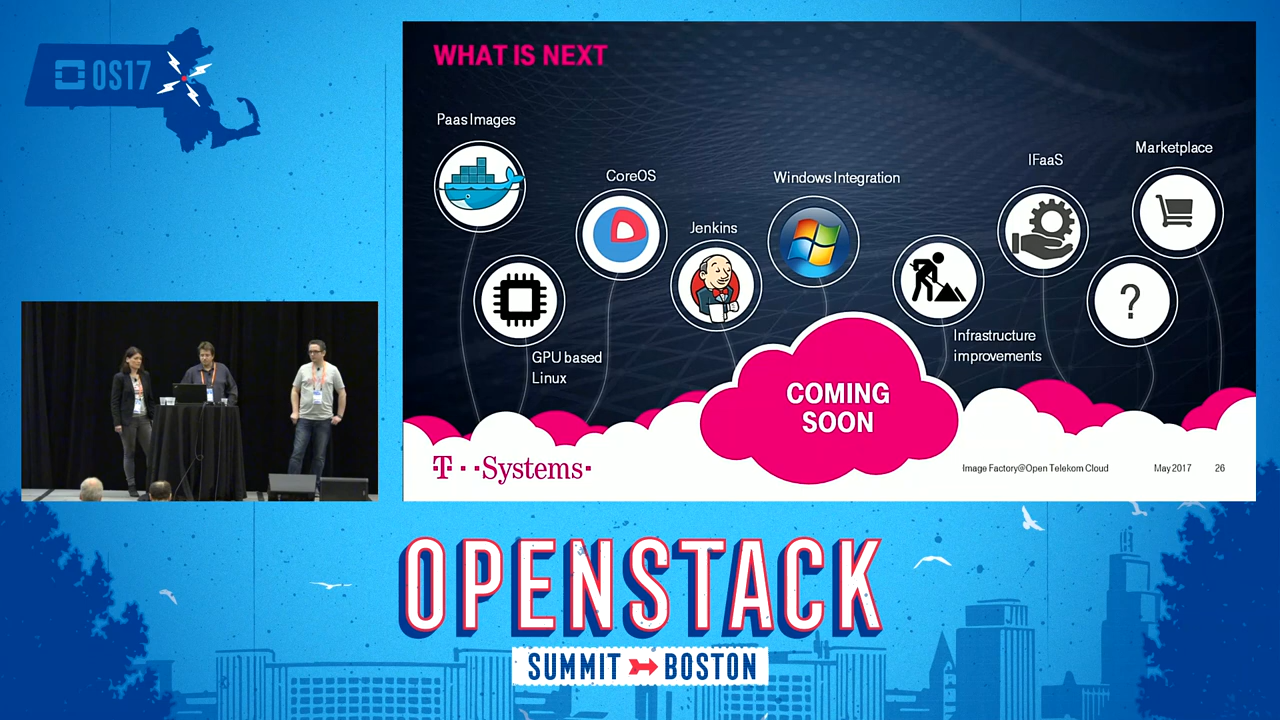 OS17
WHAT IS NEXT
Paas Images
CoreOS
Jenkins
Windows Integration
IFaaS
Marketplace
?
GPU based
Linux
Infrastructure
improvements
COMING
SOON
T··Systems·
Image Factory@Open Telekom Cloud
May 2017
26
OPENSTACK
SUMMIT BOSTON